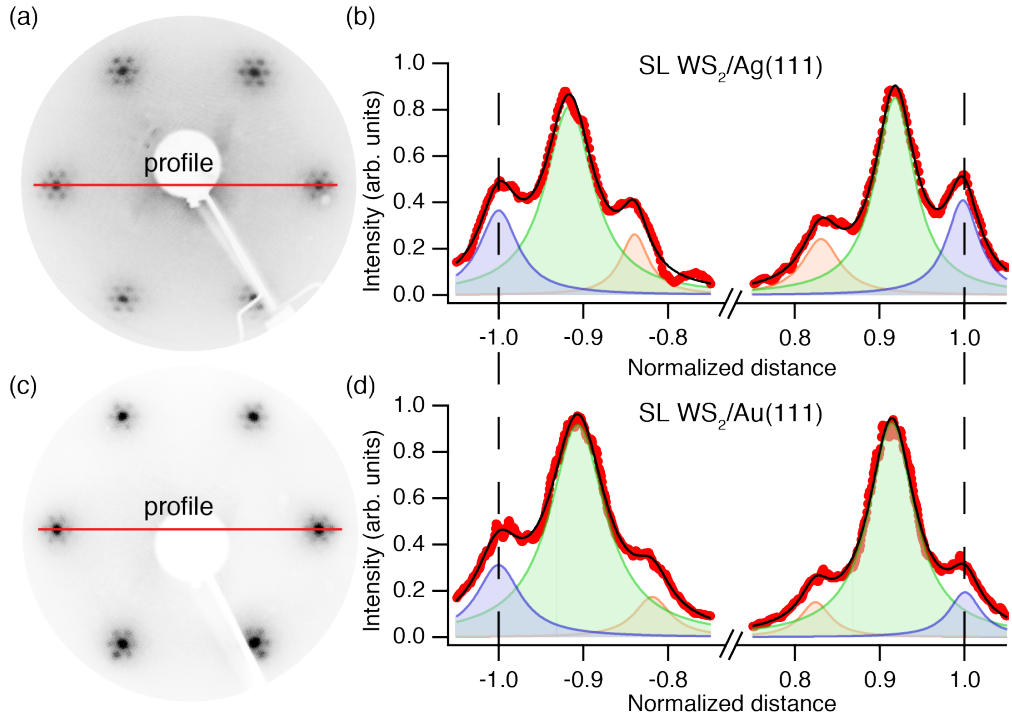 (a)
profile
(b)
SL WS2/Ag(111)
Intensity (arb. units)
1.0
0.8
0.6
0.4
0.2
0.0
-1.0 -0.9 -0.8 0.8 0.9 1.0
Normalized distance
(c)
profile
(d)
SL WS2/Au(111)
Intensity (arb. units)
1.0
0.8
0.6
0.4
0.2
0.0
-1.0 -0.9 -0.8 0.8 0.9 1.0
Normalized distance